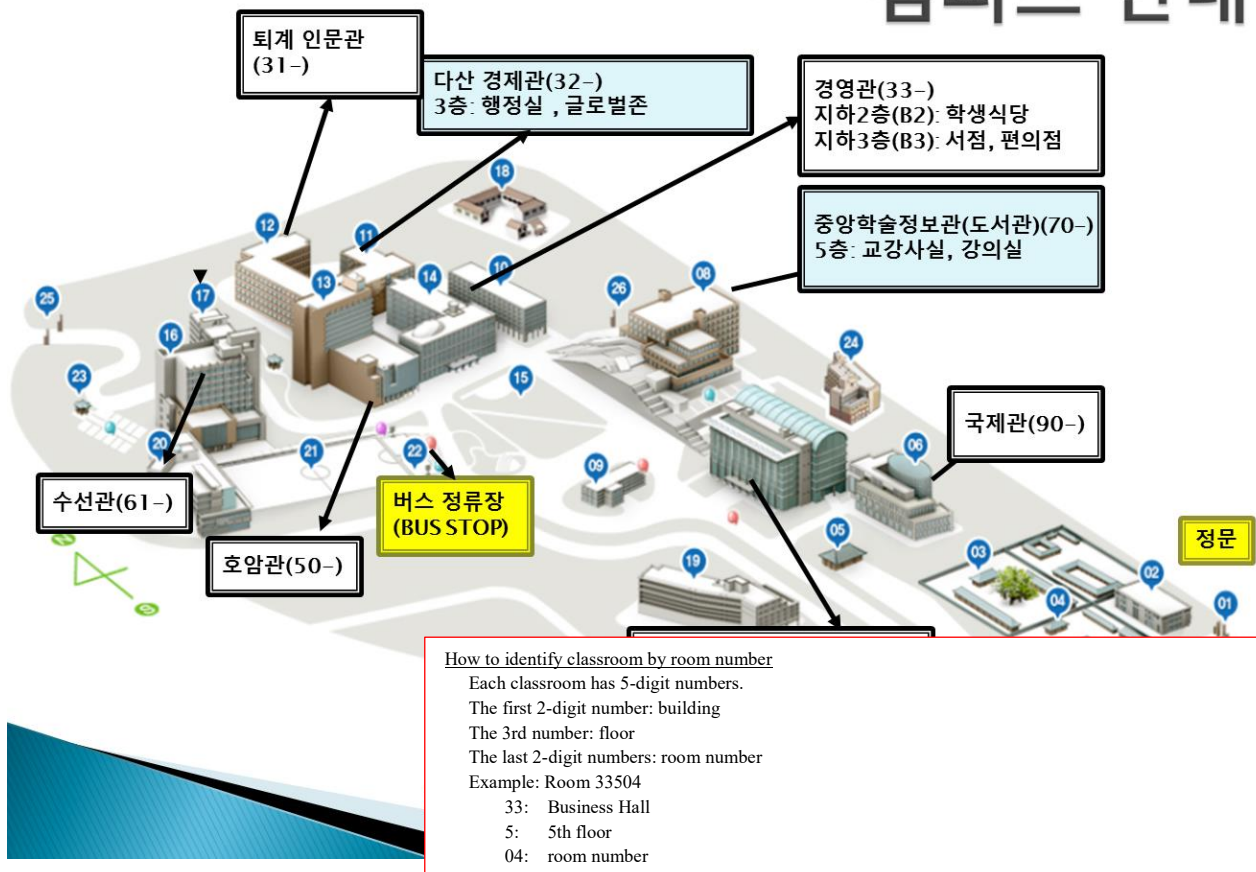 퇴계 인문관
(31-)
다산 경제관(32-)
3층: 행정실 , 글로벌존
경영관(33-)
지하2층(B2): 학생식당
지하3층(B3): 서점, 편의점
중앙학술정보관(도서관)(70-)
5층: 교강사실, 강의실
18
12
11
13
14
10
17
25
26
08
16
24
23
15
국제관(90-)
06
20
21
22
09
수선관(61-)
버스 정류장
(BUS STOP)
호암관(50-)
05
정문
03
02
19
04
01
N
S
How to identify classroom by room number
Each classroom has 5-digit numbers.
The first 2-digit number: building
The 3rd number: floor
The last 2-digit numbers: room number
Example: Room 33504
33: Business Hall
5: 5th floor
04: room number